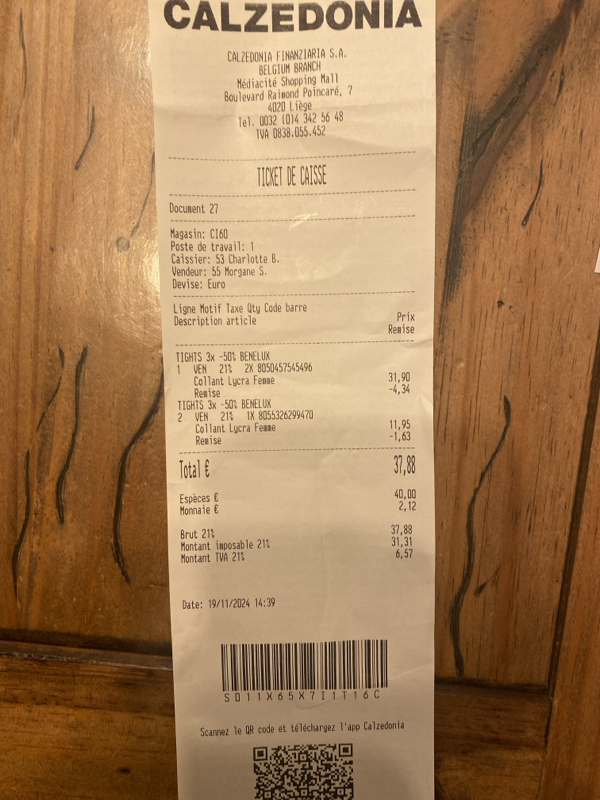 CALZEDONIA
CALZEDONIA FINANZIARIA S.A.
BELGIUM BRANCH
Médiacité Shopping Mall
Boulevard Raimond Poincaré, 7
4020 Liège
Tel. 0032 (0)4 342 56 48
TVA 0838.055.452
TICKET DE CAISSE
Document 27
Magasin: CI60
Poste de travail: 1
Caissier: 53 Charlotte B.
Vendeur: 55 Morgane S.
Devise: Euro
Ligne Motif Taxe Qty Code barre
Description article Prix
Remise
TIGHTS 3x -50% BENELUX
1 VEN 21% 2X 8050457545496
Collant Lycra Femme 31,90
Remise -4,34
TIGHTS 3x -50% BENELUX
2 VEN 21% 1X 8055326299470
Collant Lycra Femme 11,95
Remise -1,63
Total € 37,88
Espèces € 40,00
Monnaie € 2,12
Brut 21% 37,88
Montant imposable 21% 31,31
Montant TVA 21% 6,57
Date: 19/11/2024 14:39
S011X65X7I1T16C
Scannez le QR code et téléchargez l'app Calzedonia